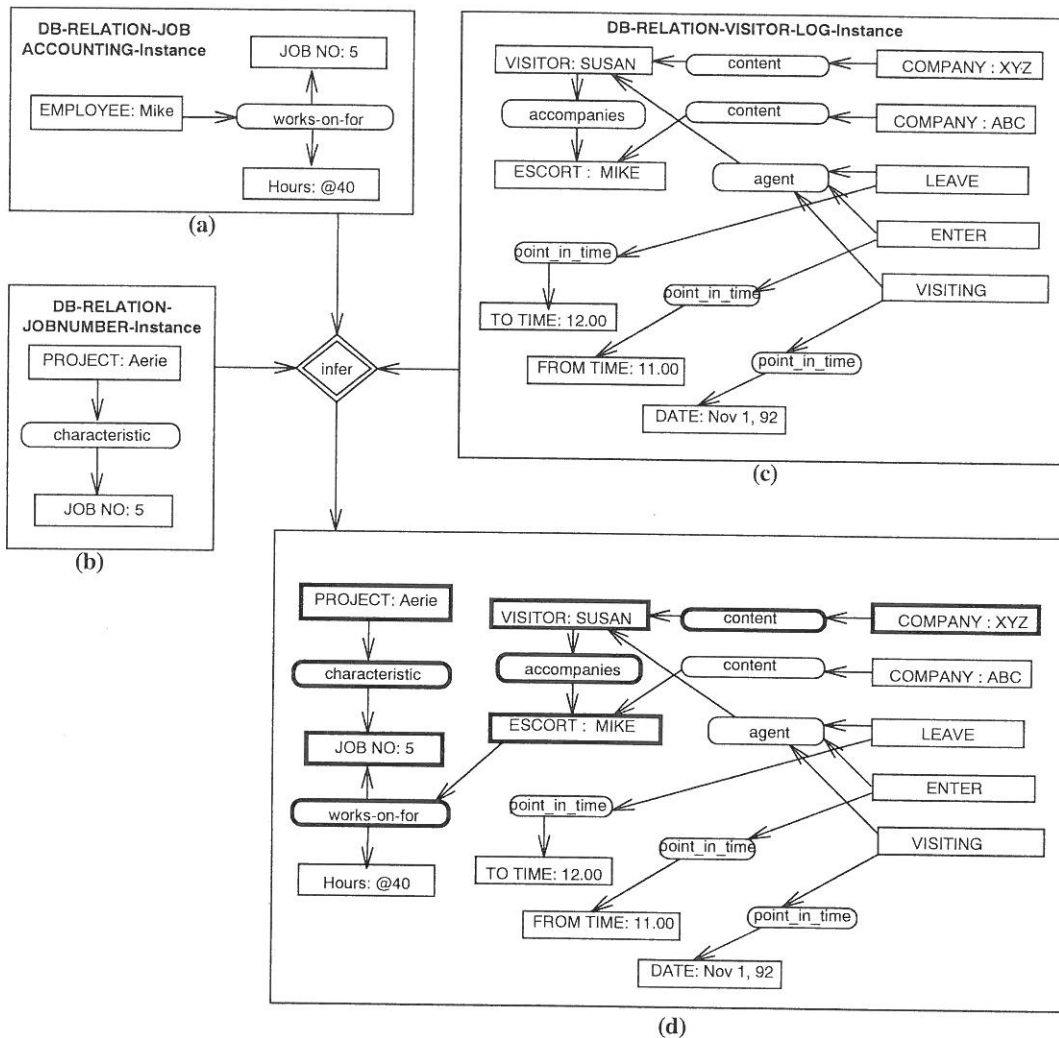 DB-RELATION-JOB
ACCOUNTING-Instance
JOB NO: 5
EMPLOYEE: Mike
works-on-for
Hours: @40
(a)
DB-RELATION-
JOBNUMBER-Instance
PROJECT: Aerie
characteristic
JOB NO: 5
(b)
infer
DB-RELATION-VISITOR-LOG-Instance
VISITOR: SUSAN
content
COMPANY : XYZ
accompanies
content
COMPANY : ABC
ESCORT : MIKE
agent
LEAVE
ENTER
point_in_time
point_in_time
VISITING
TO TIME: 12.00
point_in_time
FROM TIME: 11.00
DATE: Nov 1, 92
(c)
PROJECT: Aerie
VISITOR: SUSAN
content
COMPANY : XYZ
characteristic
accompanies
content
COMPANY : ABC
JOB NO: 5
ESCORT : MIKE
agent
LEAVE
ENTER
works-on-for
point_in_time
point_in_time
VISITING
Hours: @40
TO TIME: 12.00
FROM TIME: 11.00
point_in_time
DATE: Nov 1, 92
(d)